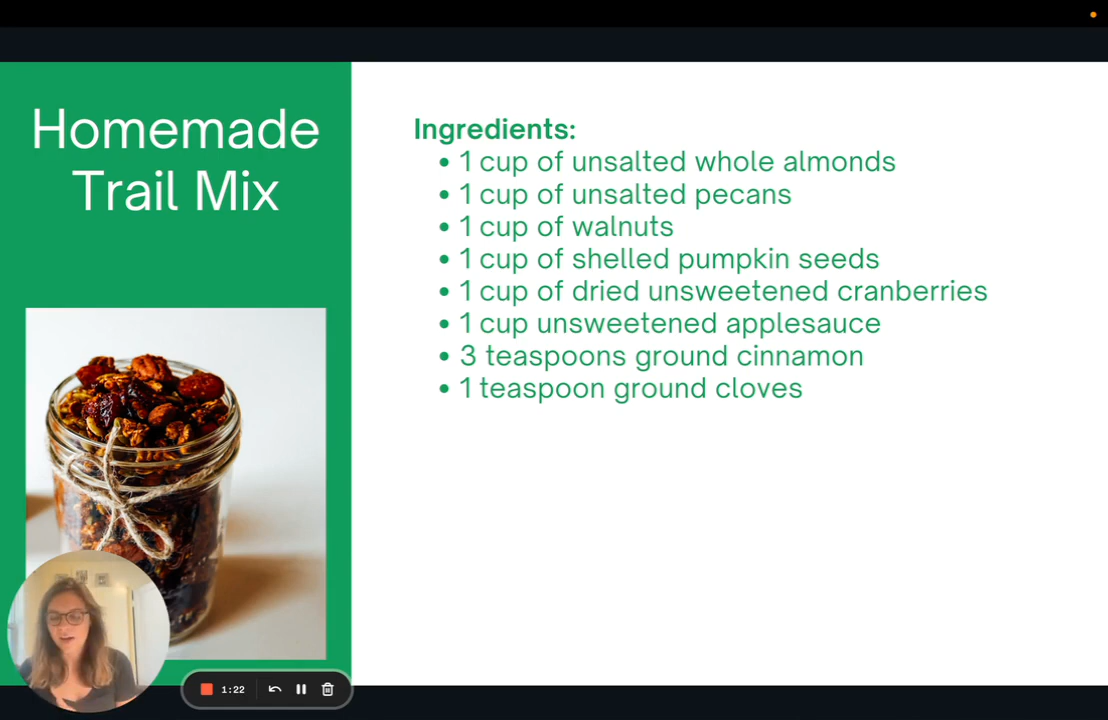 Homemade
Trail Mix
Ingredients:
• 1 cup of unsalted whole almonds
• 1 cup of unsalted pecans
• 1 cup of walnuts
• 1 cup of shelled pumpkin seeds
• 1 cup of dried unsweetened cranberries
• 1 cup unsweetened applesauce
• 3 teaspoons ground cinnamon
• 1 teaspoon ground cloves
1:22